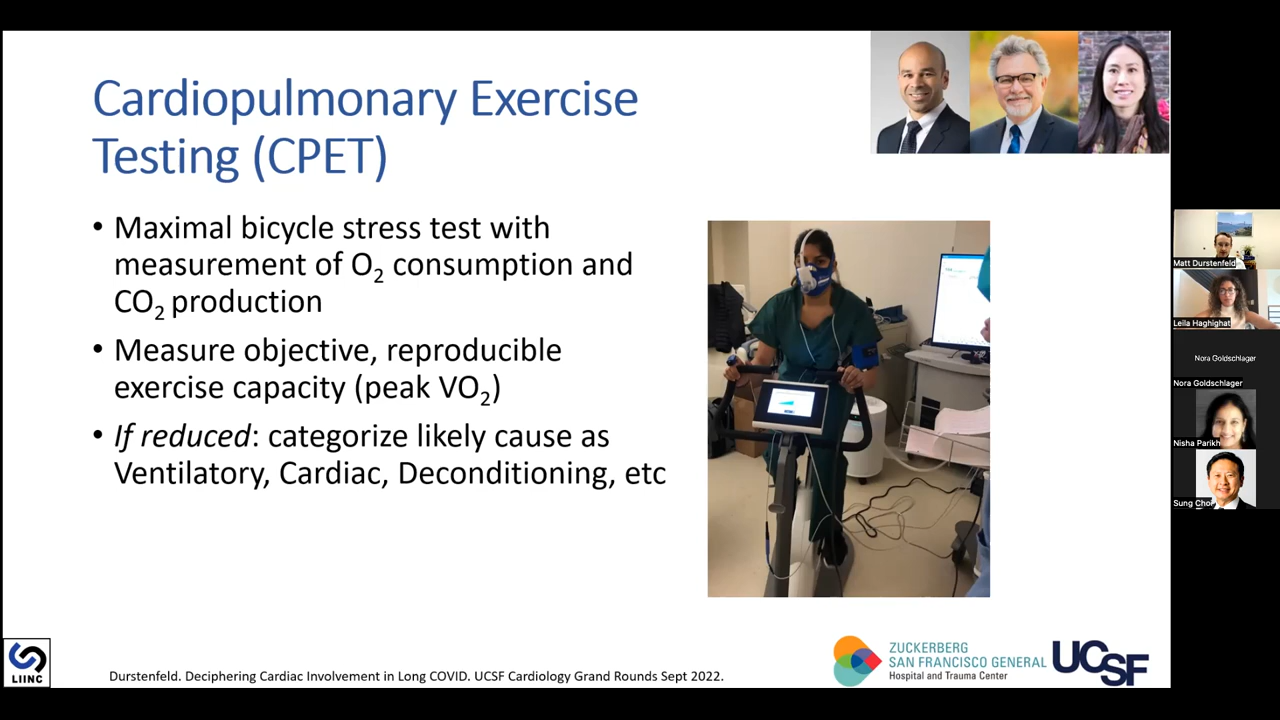 Cardiopulmonary Exercise
Testing (CPET)
• Maximal bicycle stress test with
measurement of O2 consumption and
CO2 production
• Measure objective, reproducible
exercise capacity (peak VO2)
• If reduced: categorize likely cause as
Ventilatory, Cardiac, Deconditioning, etc
LIINC
Durstenfeld. Deciphering Cardiac Involvement in Long COVID. UCSF Cardiology Grand Rounds Sept 2022.
ZUCKERBERG
SAN FRANCISCO GENERAL
Hospital and Trauma Center
UCSF
Matt Durstenfeld
Leila Haghighat
Nora Goldschlager
Nora Goldschlager
Nisha Parikh
Sung Choi